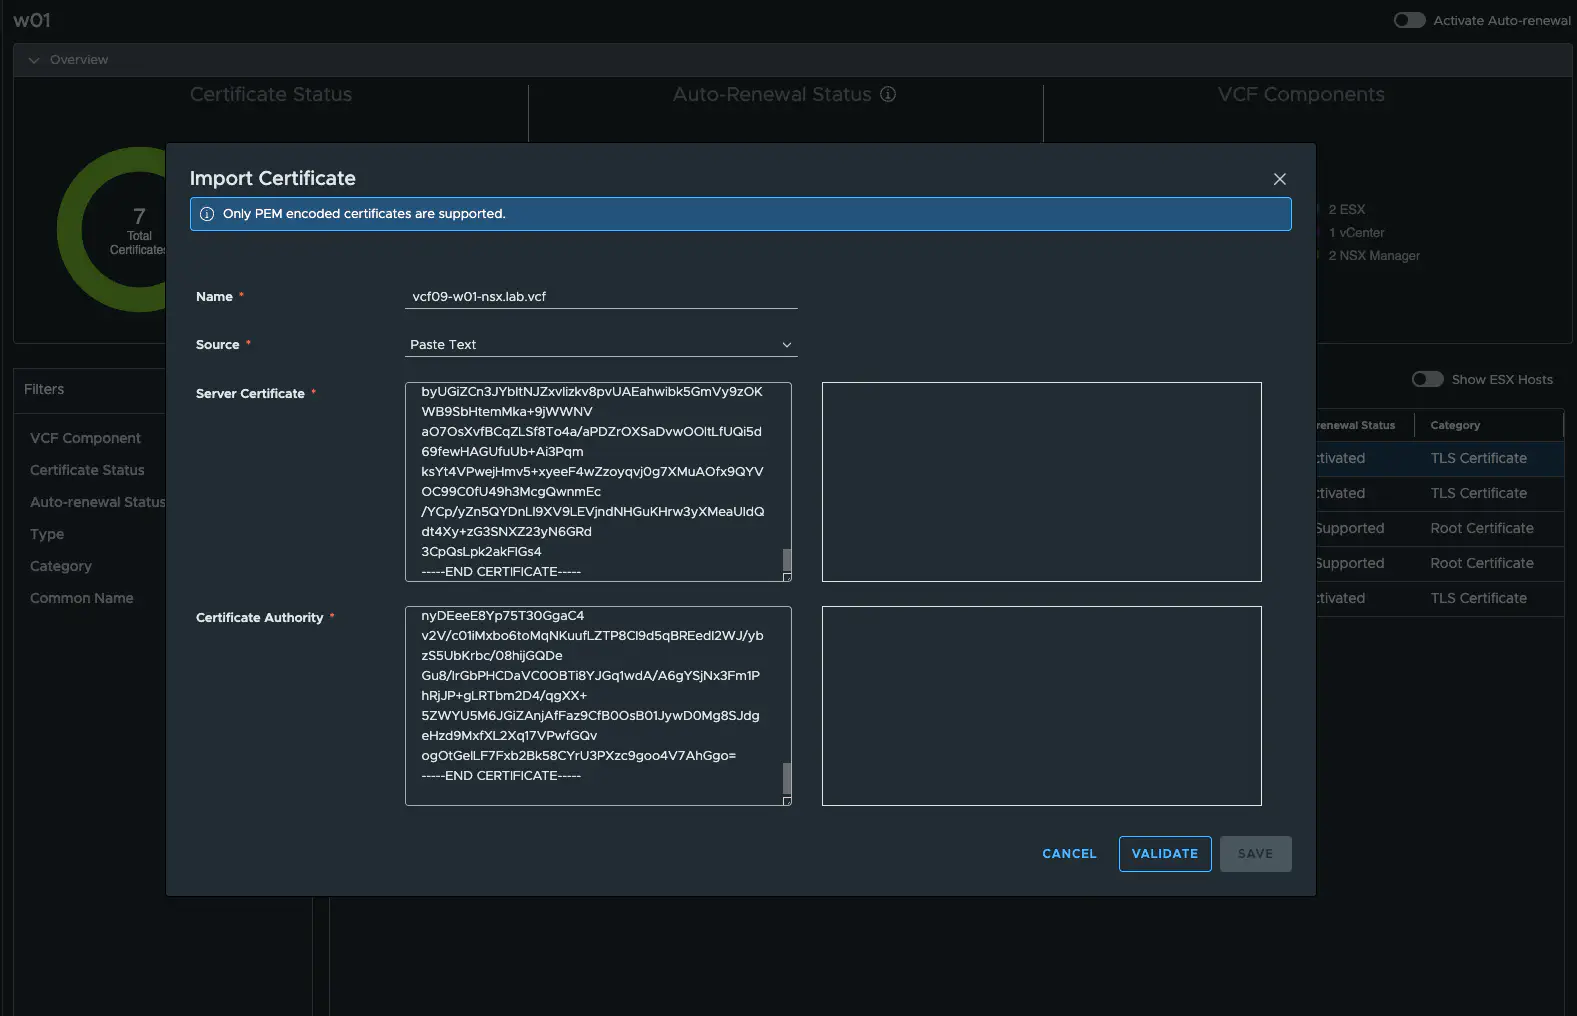 w01
Activate Auto-renewal
Overview
Certificate Status
Auto-Renewal Status
VCF Components
7
Total
Certificates
2 ESX
1 vCenter
2 NSX Manager
Import Certificate
Only PEM encoded certificates are supported.
Name *
vcf09-w01-nsx.lab.vcf
Source *
Paste Text
Server Certificate *
byUGiZCn3JYbItNJZxvlizkv8pvUAEahwibk5GmVy9zOK
WB9SbHtemMka+9jWWNV
aO7OsXvfBCqZLSf8To4a/aPDZrOXSaDvwOOltLfUQi5d
69fewHAGUfuUb+Ai3Pqm
ksYt4VPwejHmv5+xyeeF4wZzoyqvj0g7XMuAOfx9QYV
OC99C0fU49h3McgQwnmEc
/YCp/yZn5QYDnLI9XV9LEVjndNHGuKHrw3yXMeaUldQ
dt4Xy+zG3SNXZ23yN6GRd
3CpQsLpk2akFlGs4
-----END CERTIFICATE-----
Certificate Authority *
nyDEeeE8Yp75T30GgaC4
v2V/c01iMxbo6toMqNKuufLZTP8Cl9d5qBREedI2WJ/yb
zS5UbKrbc/08hijGQDe
Gu8/IrGbPHCDaVC0OBTi8YJGq1wdA/A6gYSjNx3Fm1P
hRjJP+gLRTbm2D4/qgXX+
5ZWYU5M6JGiZAnjAfFaz9CfB0OsB01JywD0Mg8SJdg
eHzd9MxfXL2Xq17VPwfGQv
ogOtGelLF7Fxb2Bk58CYrU3PXzc9goo4V7AhGgo=
-----END CERTIFICATE-----
CANCEL
VALIDATE
SAVE
Filters
VCF Component
Certificate Status
Auto-renewal Status
Type
Category
Common Name
Show ESX Hosts
renewal Status
Category
ctivated
TLS Certificate
ctivated
TLS Certificate
Supported
Root Certificate
Supported
Root Certificate
ctivated
TLS Certificate